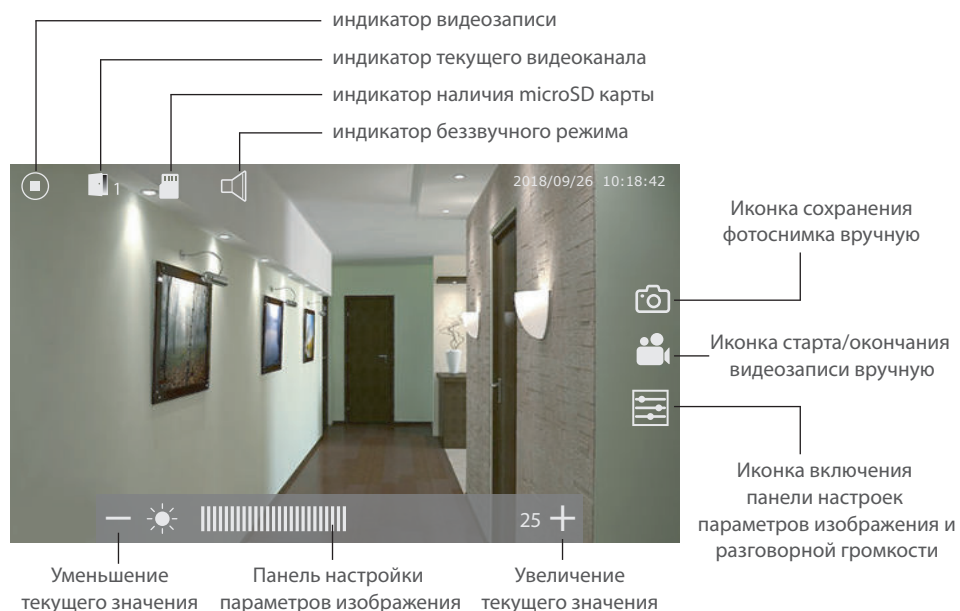 индикатор видеозаписи
индикатор текущего видеоканала
индикатор наличия microSD карты
индикатор беззвучного режима
1
2018/09/26 10:18:42
Иконка сохранения
фотоснимка вручную
Иконка старта/окончания
видеозаписи вручную
Иконка включения
панели настроек
параметров изображения и
разговорной громкости
25
Уменьшение
текущего значения
Панель настройки
параметров изображения
Увеличение
текущего значения